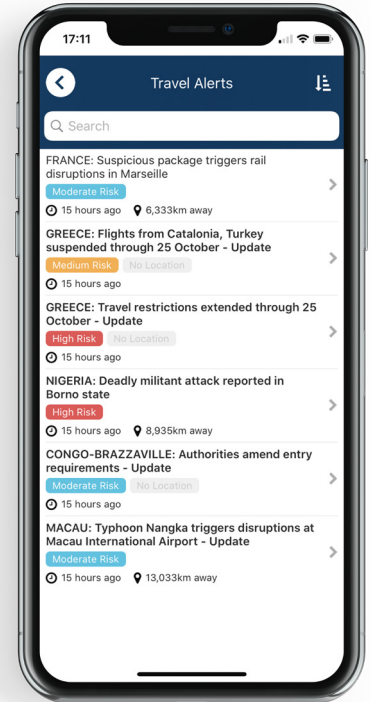 17:11
Travel Alerts
Search
FRANCE: Suspicious package triggers rail
disruptions in Marseille
Moderate Risk
15 hours ago 6,333km away
GREECE: Flights from Catalonia, Turkey
suspended through 25 October - Update
Medium Risk No Location
15 hours ago
GREECE: Travel restrictions extended through 25
October - Update
High Risk No Location
15 hours ago
NIGERIA: Deadly militant attack reported in
Borno state
High Risk
15 hours ago 8,935km away
CONGO-BRAZZAVILLE: Authorities amend entry
requirements - Update
Moderate Risk No Location
15 hours ago
MACAU: Typhoon Nangka triggers disruptions at
Macau International Airport - Update
Moderate Risk
15 hours ago 13,033km away